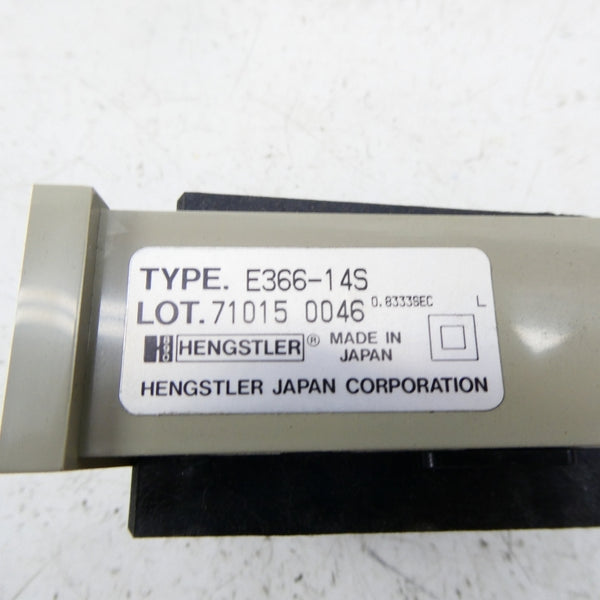 TYPE. E366-14S
LOT. 71015 0046 0.8333SEC L
HENGSTLER® MADE IN
JAPAN
HENGSTLER JAPAN CORPORATION